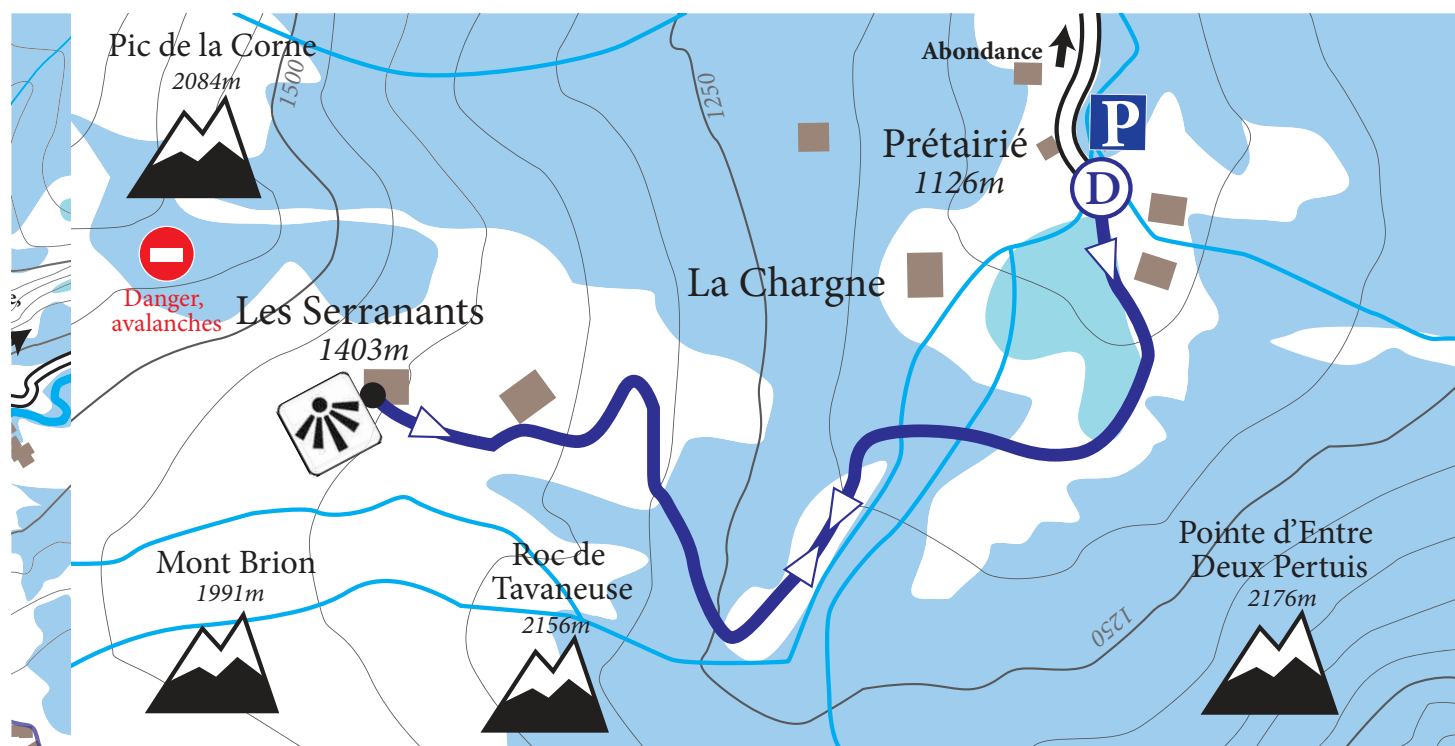 Pic de la Corne
2084m
1500
1250
Abondance
P
Prétairié
1126m
D
La Chargne
Danger,
avalanches
Les Serranants
1403m
Mont Brion
1991m
Roc de
Tavaneuse
2156m
Pointe d’Entre
Deux Pertuis
2176m
1250